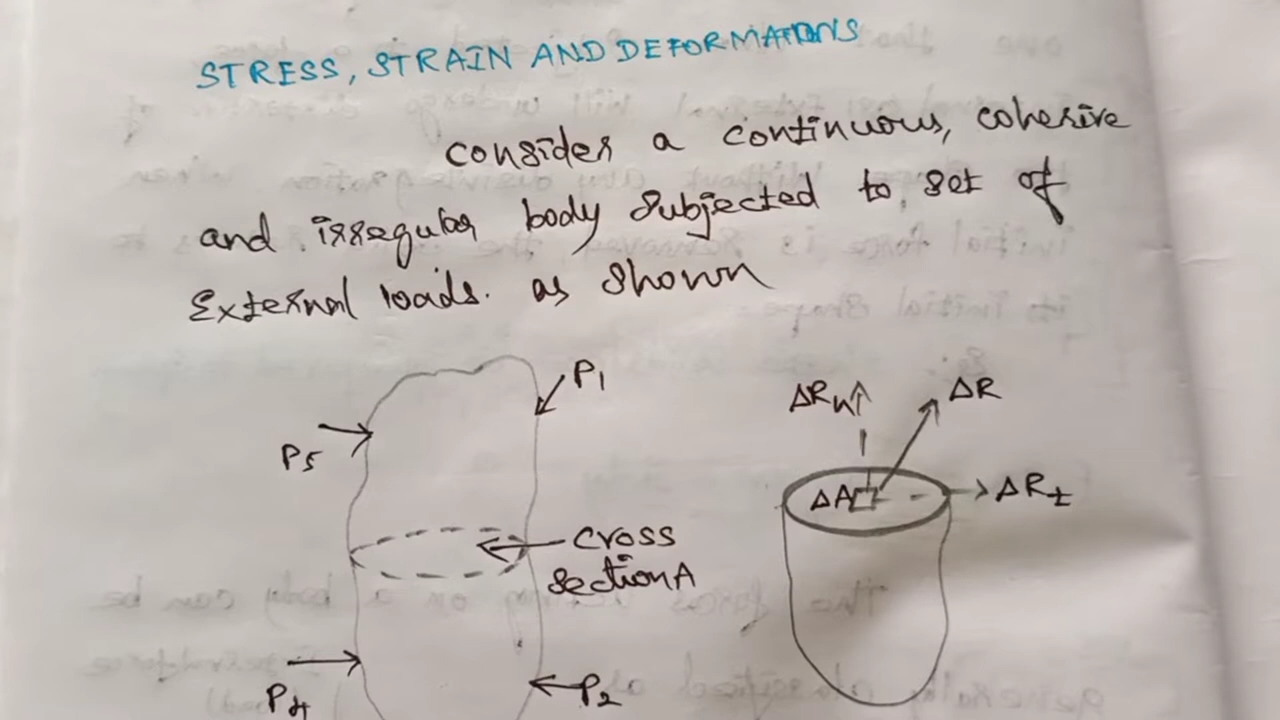 STRESS, STRAIN AND DEFORMATIONS
consider a continuous, cohesive
and irregular body subjected to set of
External loads. as shown
P1
P5
ΔRn
ΔR
ΔA
ΔRt
cross
section A
P4
P2